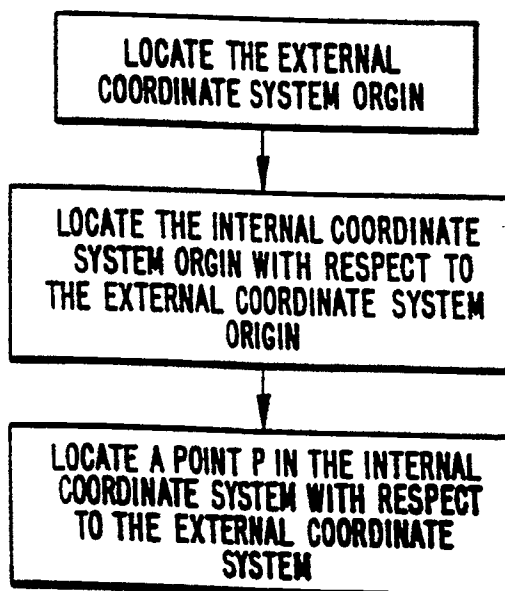 LOCATE THE EXTERNAL
COORDINATE SYSTEM ORGIN
LOCATE THE INTERNAL COORDINATE
SYSTEM ORGIN WITH RESPECT TO
THE EXTERNAL COORDINATE SYSTEM
ORIGIN
LOCATE A POINT P IN THE INTERNAL
COORDINATE SYSTEM WITH RESPECT
TO THE EXTERNAL COORDINATE
SYSTEM